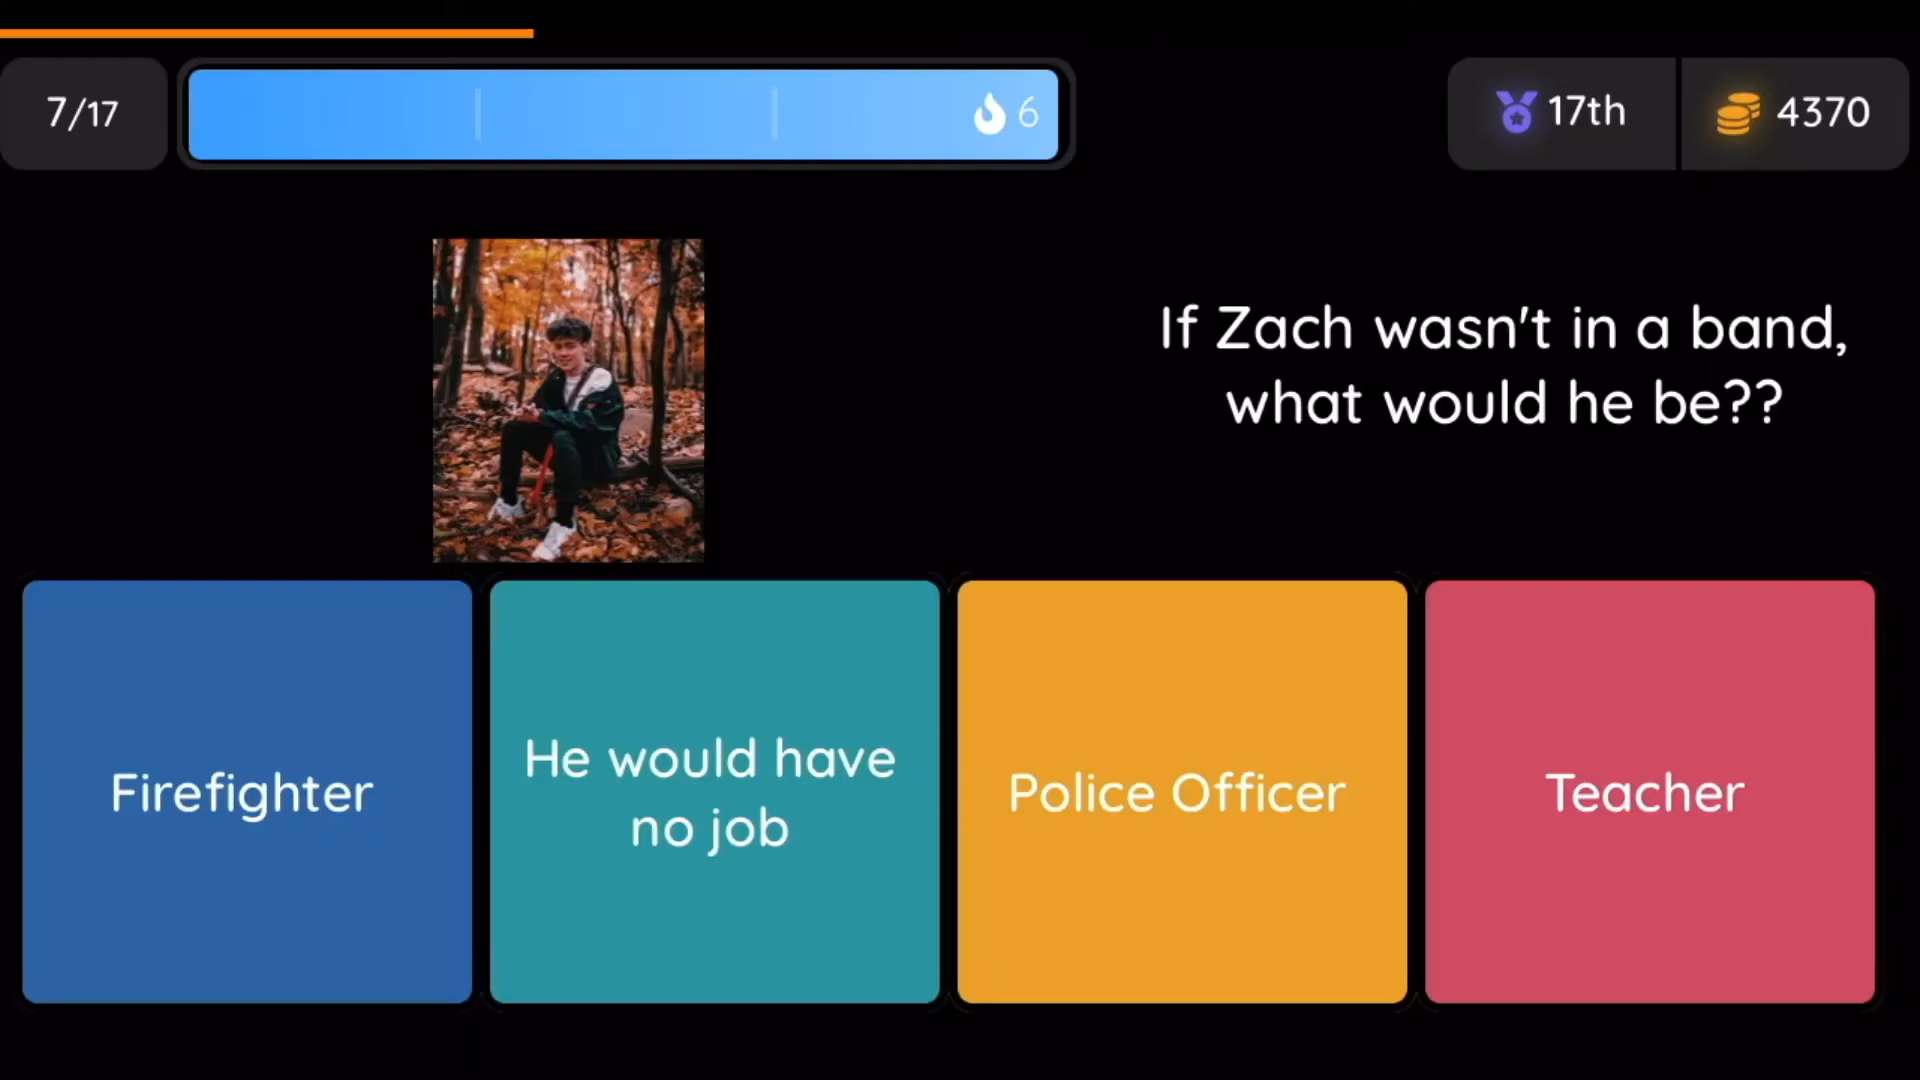 7/17
6
17th
4370
If Zach wasn't in a band,
what would he be??
Firefighter
He would have
no job
Police Officer
Teacher